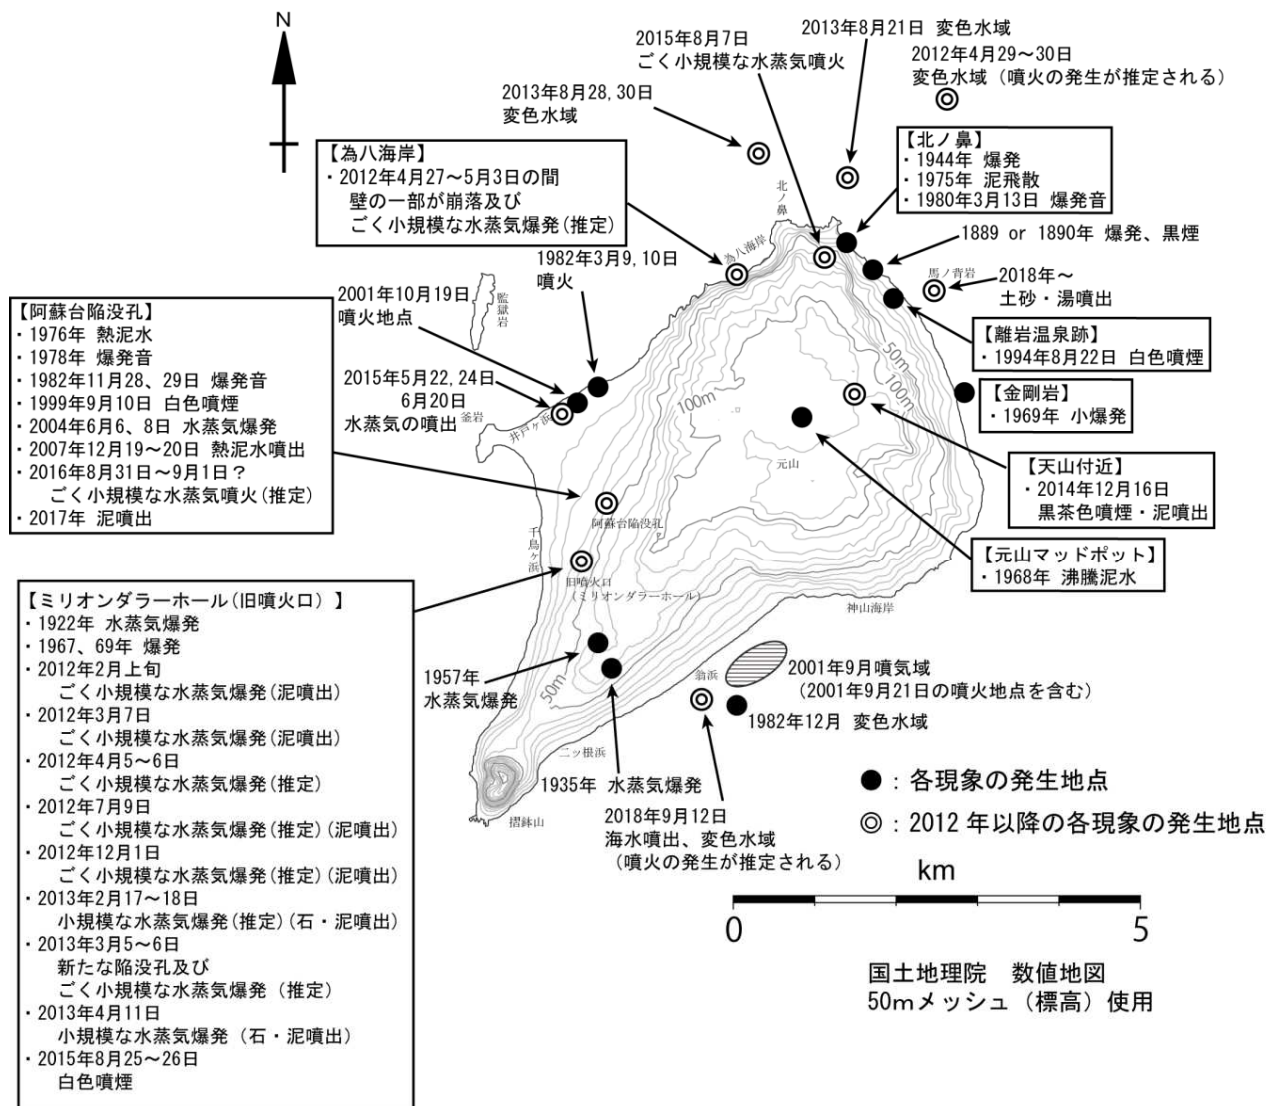 N
2013年8月21日 変色水域
2015年8月7日
ごく小規模な水蒸気噴火
2012年4月29～30日
変色水域（噴火の発生が推定される）
2013年8月28,30日
変色水域
【為八海岸】
・2012年4月27～5月3日の間
壁の一部が崩落及び
ごく小規模な水蒸気爆発(推定)
【北ノ鼻】
・1944年 爆発
・1975年 泥飛散
・1980年3月13日 爆発音
北ノ鼻
為八海岸
1889 or 1890年 爆発、黒煙
馬ノ背岩
2018年～
土砂・湯噴出
1982年3月9,10日
噴火
2001年10月19日
噴火地点
監獄岩
【離岩温泉跡】
・1994年8月22日 白色噴煙
2015年5月22,24日
6月20日
水蒸気の噴出
釜岩
井戸ヶ浜
【阿蘇台陥没孔】
・1976年 熱泥水
・1978年 爆発音
・1982年11月28、29日 爆発音
・1999年9月10日 白色噴煙
・2004年6月6、8日 水蒸気爆発
・2007年12月19～20日 熱泥水噴出
・2016年8月31日～9月1日？
ごく小規模な水蒸気噴火(推定)
・2017年 泥噴出
50m
100m
100m
【金剛岩】
・1969年 小爆発
元山
【天山付近】
・2014年12月16日
黒茶色噴煙・泥噴出
【元山マッドポット】
・1968年 沸騰泥水
阿蘇台陥没孔
千鳥ヶ浜
旧噴火口
（ミリオンダラーホール）
神山海岸
【ミリオンダラーホール(旧噴火口) 】
・1922年 水蒸気爆発
・1967、69年 爆発
・2012年2月上旬
ごく小規模な水蒸気爆発(泥噴出)
・2012年3月7日
ごく小規模な水蒸気爆発(泥噴出)
・2012年4月5～6日
ごく小規模な水蒸気爆発(推定)
・2012年7月9日
ごく小規模な水蒸気爆発(推定)(泥噴出)
・2012年12月1日
ごく小規模な水蒸気爆発(推定)(泥噴出)
・2013年2月17～18日
小規模な水蒸気爆発(推定)(石・泥噴出)
・2013年3月5～6日
新たな陥没孔及び
ごく小規模な水蒸気爆発（推定）
・2013年4月11日
小規模な水蒸気爆発（石・泥噴出)
・2015年8月25～26日
白色噴煙
1957年
水蒸気爆発
50m
翁浜
2001年9月噴気域
（2001年9月21日の噴火地点を含む）
1982年12月 変色水域
二ッ根浜
1935年 水蒸気爆発
摺鉢山
2018年9月12日
海水噴出、変色水域
（噴火の発生が推定される）
●：各現象の発生地点
◎：2012年以降の各現象の発生地点
km
0
5
国土地理院　数値地図
50mメッシュ（標高）使用